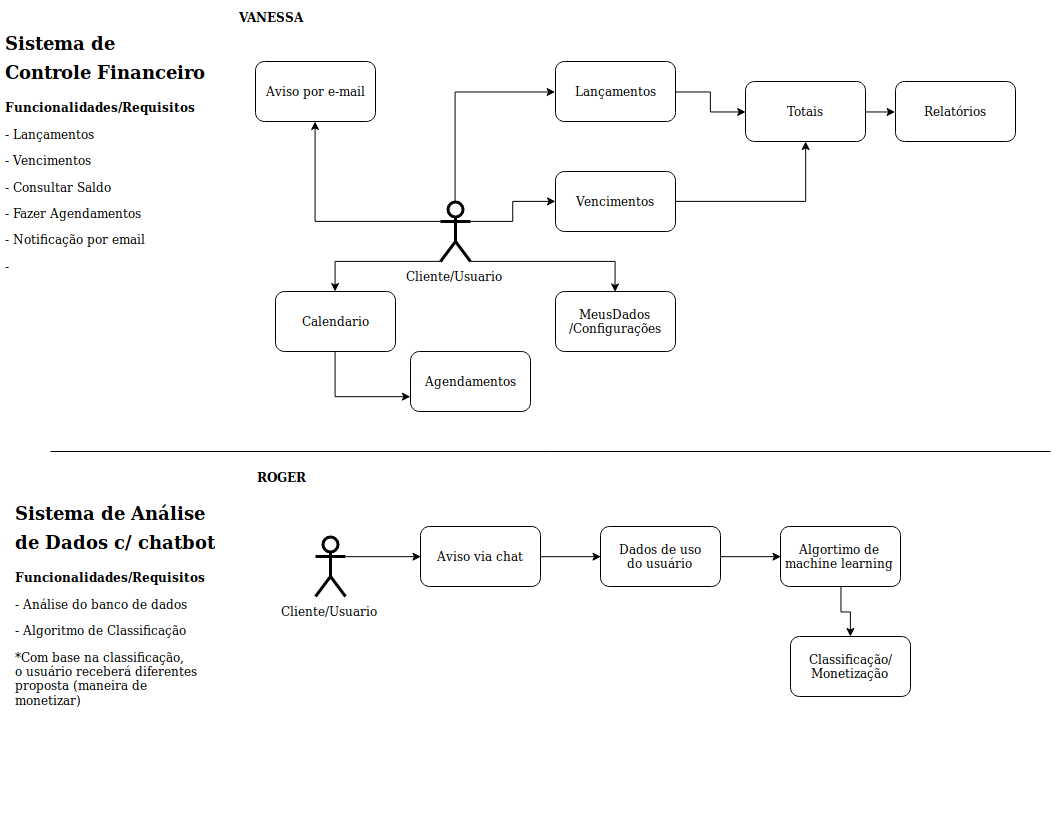 VANESSA
Sistema de
Controle Financeiro
Funcionalidades/Requisitos
- Lançamentos
- Vencimentos
- Consultar Saldo
- Fazer Agendamentos
- Notificação por email
-
Aviso por e-mail
Lançamentos
Totais
Relatórios
Vencimentos
Cliente/Usuario
Calendario
MeusDados
/Configurações
Agendamentos
ROGER
Sistema de Análise
de Dados c/ chatbot
Funcionalidades/Requisitos
- Análise do banco de dados
- Algoritmo de Classificação
*Com base na classificação,
o usuário receberá diferentes
proposta (maneira de
monetizar)
Cliente/Usuario
Aviso via chat
Dados de uso
do usuário
Algortimo de
machine learning
Classificação/
Monetização